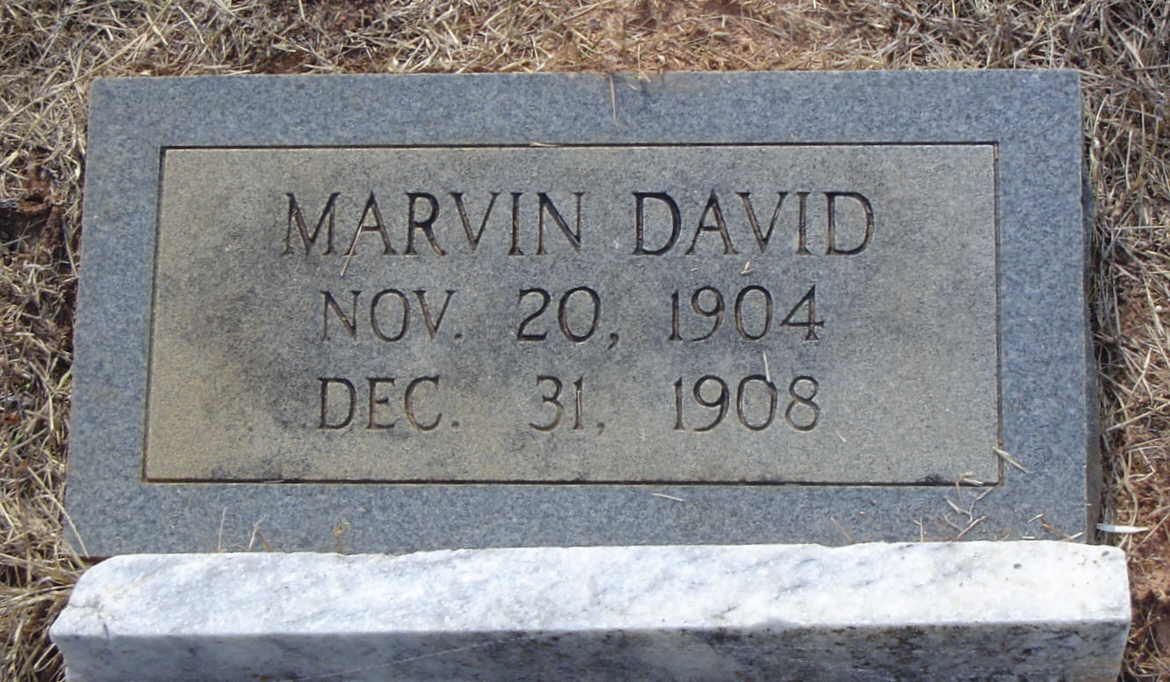 MARVIN DAVID
NOV. 20, 1904
DEC. 31, 1908